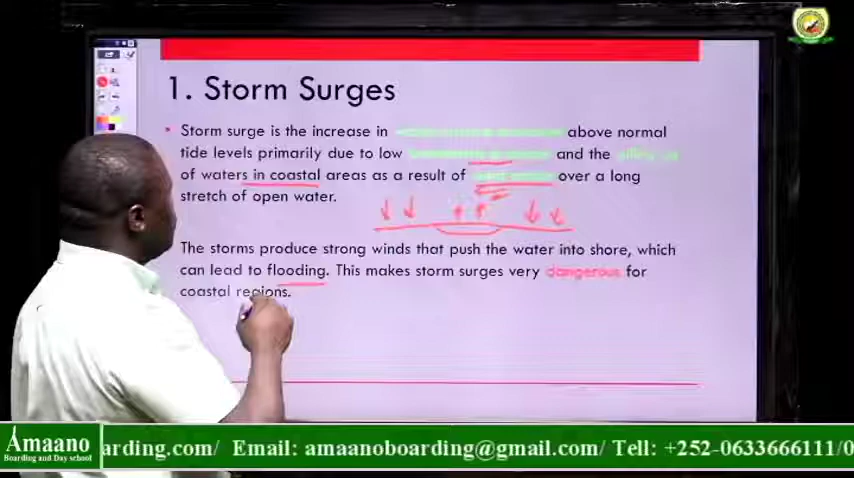 1. Storm Surges
Storm surge is the increase in above normal
tide levels primarily due to low and the
of waters in coastal areas as a result of over a long
stretch of open water.
The storms produce strong winds that push the water into shore, which
can lead to flooding. This makes storm surges very dangerous for
coastal regions.
Amaano
Boarding and Day school
arding.com/ Email: amaanoboarding@gmail.com/ Tell: +252-0633666111/0